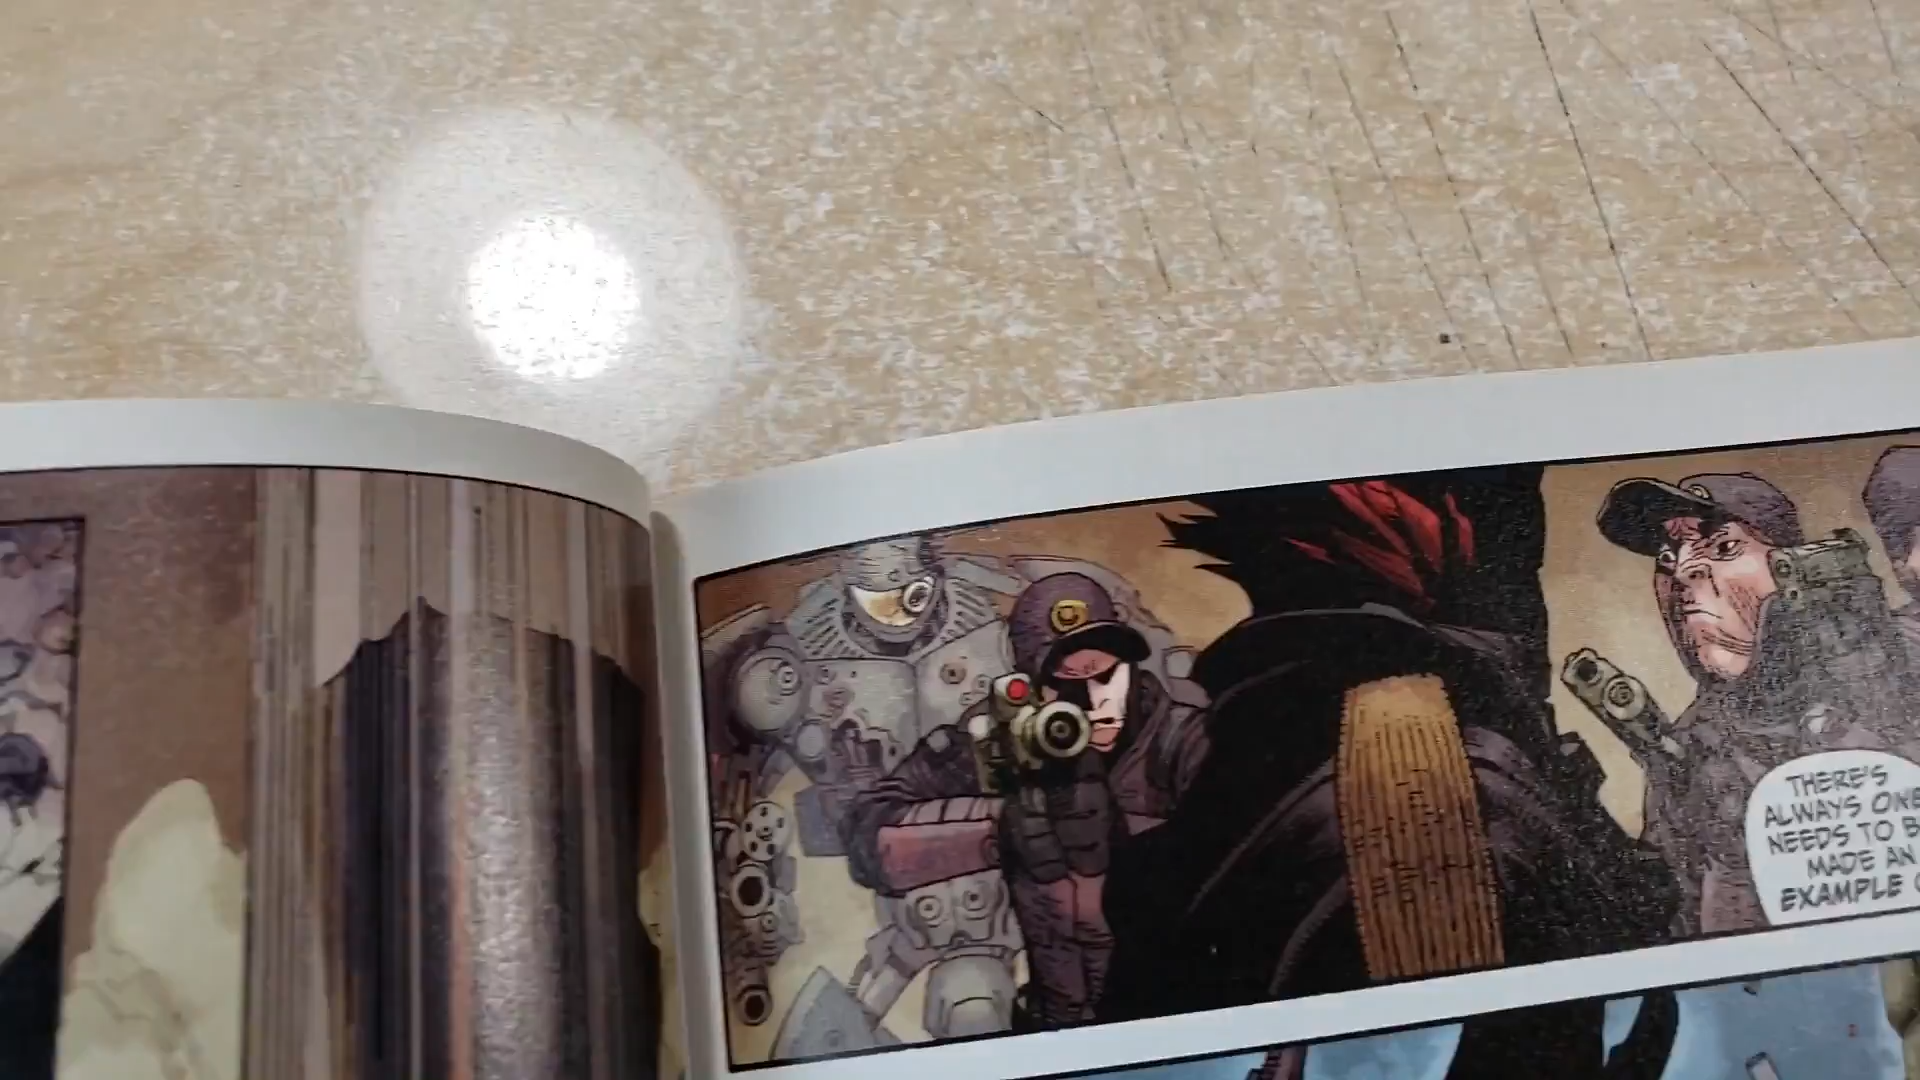 THERE'S
ALWAYS ONE
NEEDS TO B
MADE AN
EXAMPLE